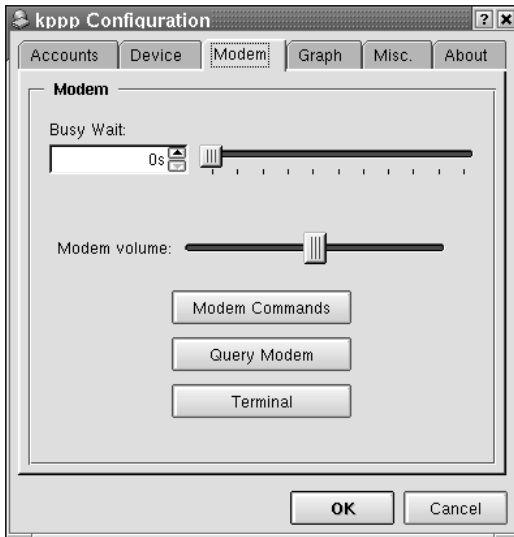 kppp Configuration
Accounts Device Modem Graph Misc. About
Modem
Busy Wait:
0s
Modem volume:
Modem Commands
Query Modem
Terminal
OK Cancel